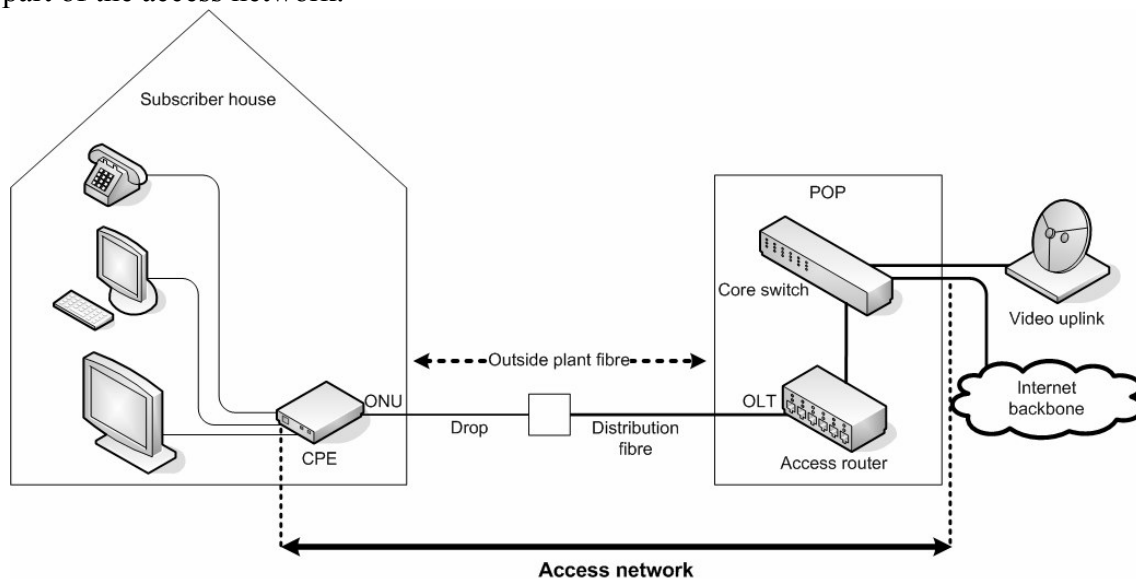 part of the access network.
Subscriber house
POP
Core switch
Video uplink
Outside plant fibre
Internet
backbone
ONU
OLT
Drop
Distribution
fibre
CPE
Access router
Access network